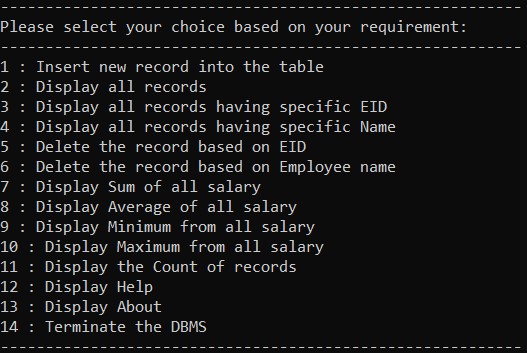 ----------------------------------------------------------
Please select your choice based on your requirement:
----------------------------------------------------------
1 : Insert new record into the table
2 : Display all records
3 : Display all records having specific EID
4 : Display all records having specific Name
5 : Delete the record based on EID
6 : Delete the record based on Employee name
7 : Display Sum of all salary
8 : Display Average of all salary
9 : Display Minimum from all salary
10 : Display Maximum from all salary
11 : Display the Count of records
12 : Display Help
13 : Display About
14 : Terminate the DBMS
----------------------------------------------------------